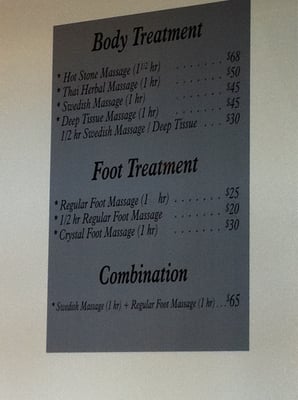 Body Treatment
* Hot Stone Massage (1 1/2 hr) ....... $68
* Thai Herbal Massage (1 hr) ....... $50
* Swedish Massage (1 hr) ....... $45
* Deep Tissue Massage (1 hr) ....... $45
1/2 hr Swedish Massage / Deep Tissue ... $30
Foot Treatment
* Regular Foot Massage (1 hr) ....... $25
* 1/2 hr Regular Foot Massage ....... $20
* Crystal Foot Massage (1 hr) ....... $30
Combination
* Swedish Massage (1 hr) + Regular Foot Massage (1 hr) ... $65